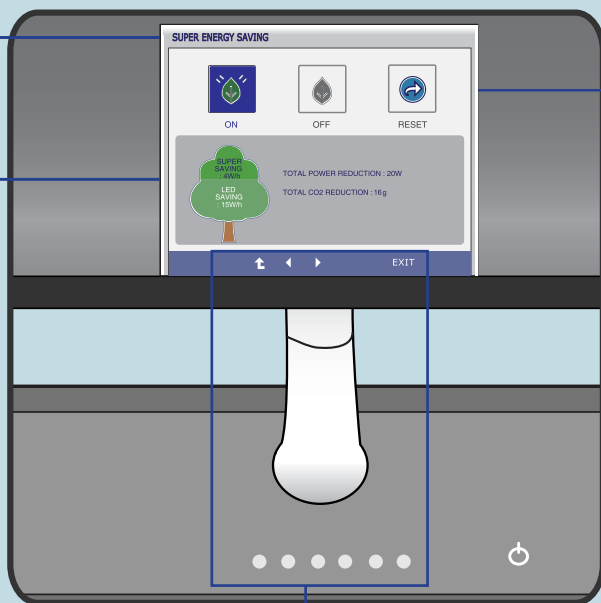 SUPER ENERGY SAVING
ON
OFF
RESET
SUPER
SAVING
: 4W/h
LED
SAVING
: 15W/h
TOTAL POWER REDUCTION : 20W
TOTAL CO2 REDUCTION : 16g
EXIT